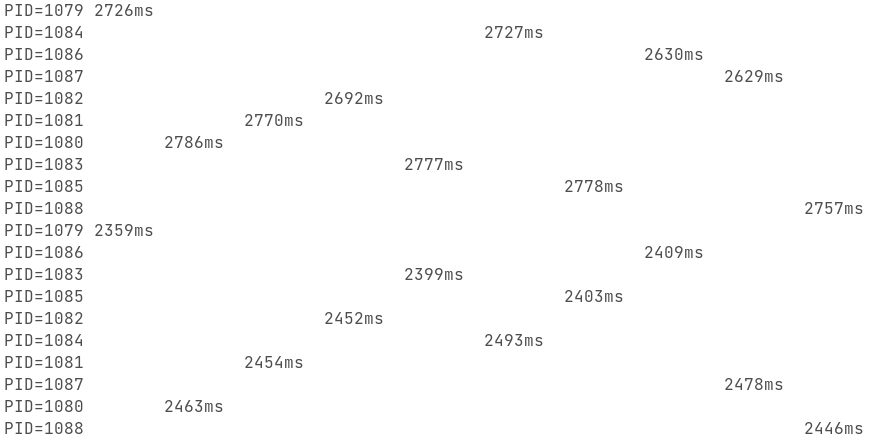 PID=1079 2726ms
PID=1084                                        2727ms
PID=1086                                                        2630ms
PID=1087                                                                2629ms
PID=1082                        2692ms
PID=1081                2770ms
PID=1080        2786ms
PID=1083                                2777ms
PID=1085                                                2778ms
PID=1088                                                                        2757ms
PID=1079 2359ms
PID=1086                                                        2409ms
PID=1083                                2399ms
PID=1085                                                2403ms
PID=1082                        2452ms
PID=1084                                        2493ms
PID=1081                2454ms
PID=1087                                                                2478ms
PID=1080        2463ms
PID=1088                                                                        2446ms